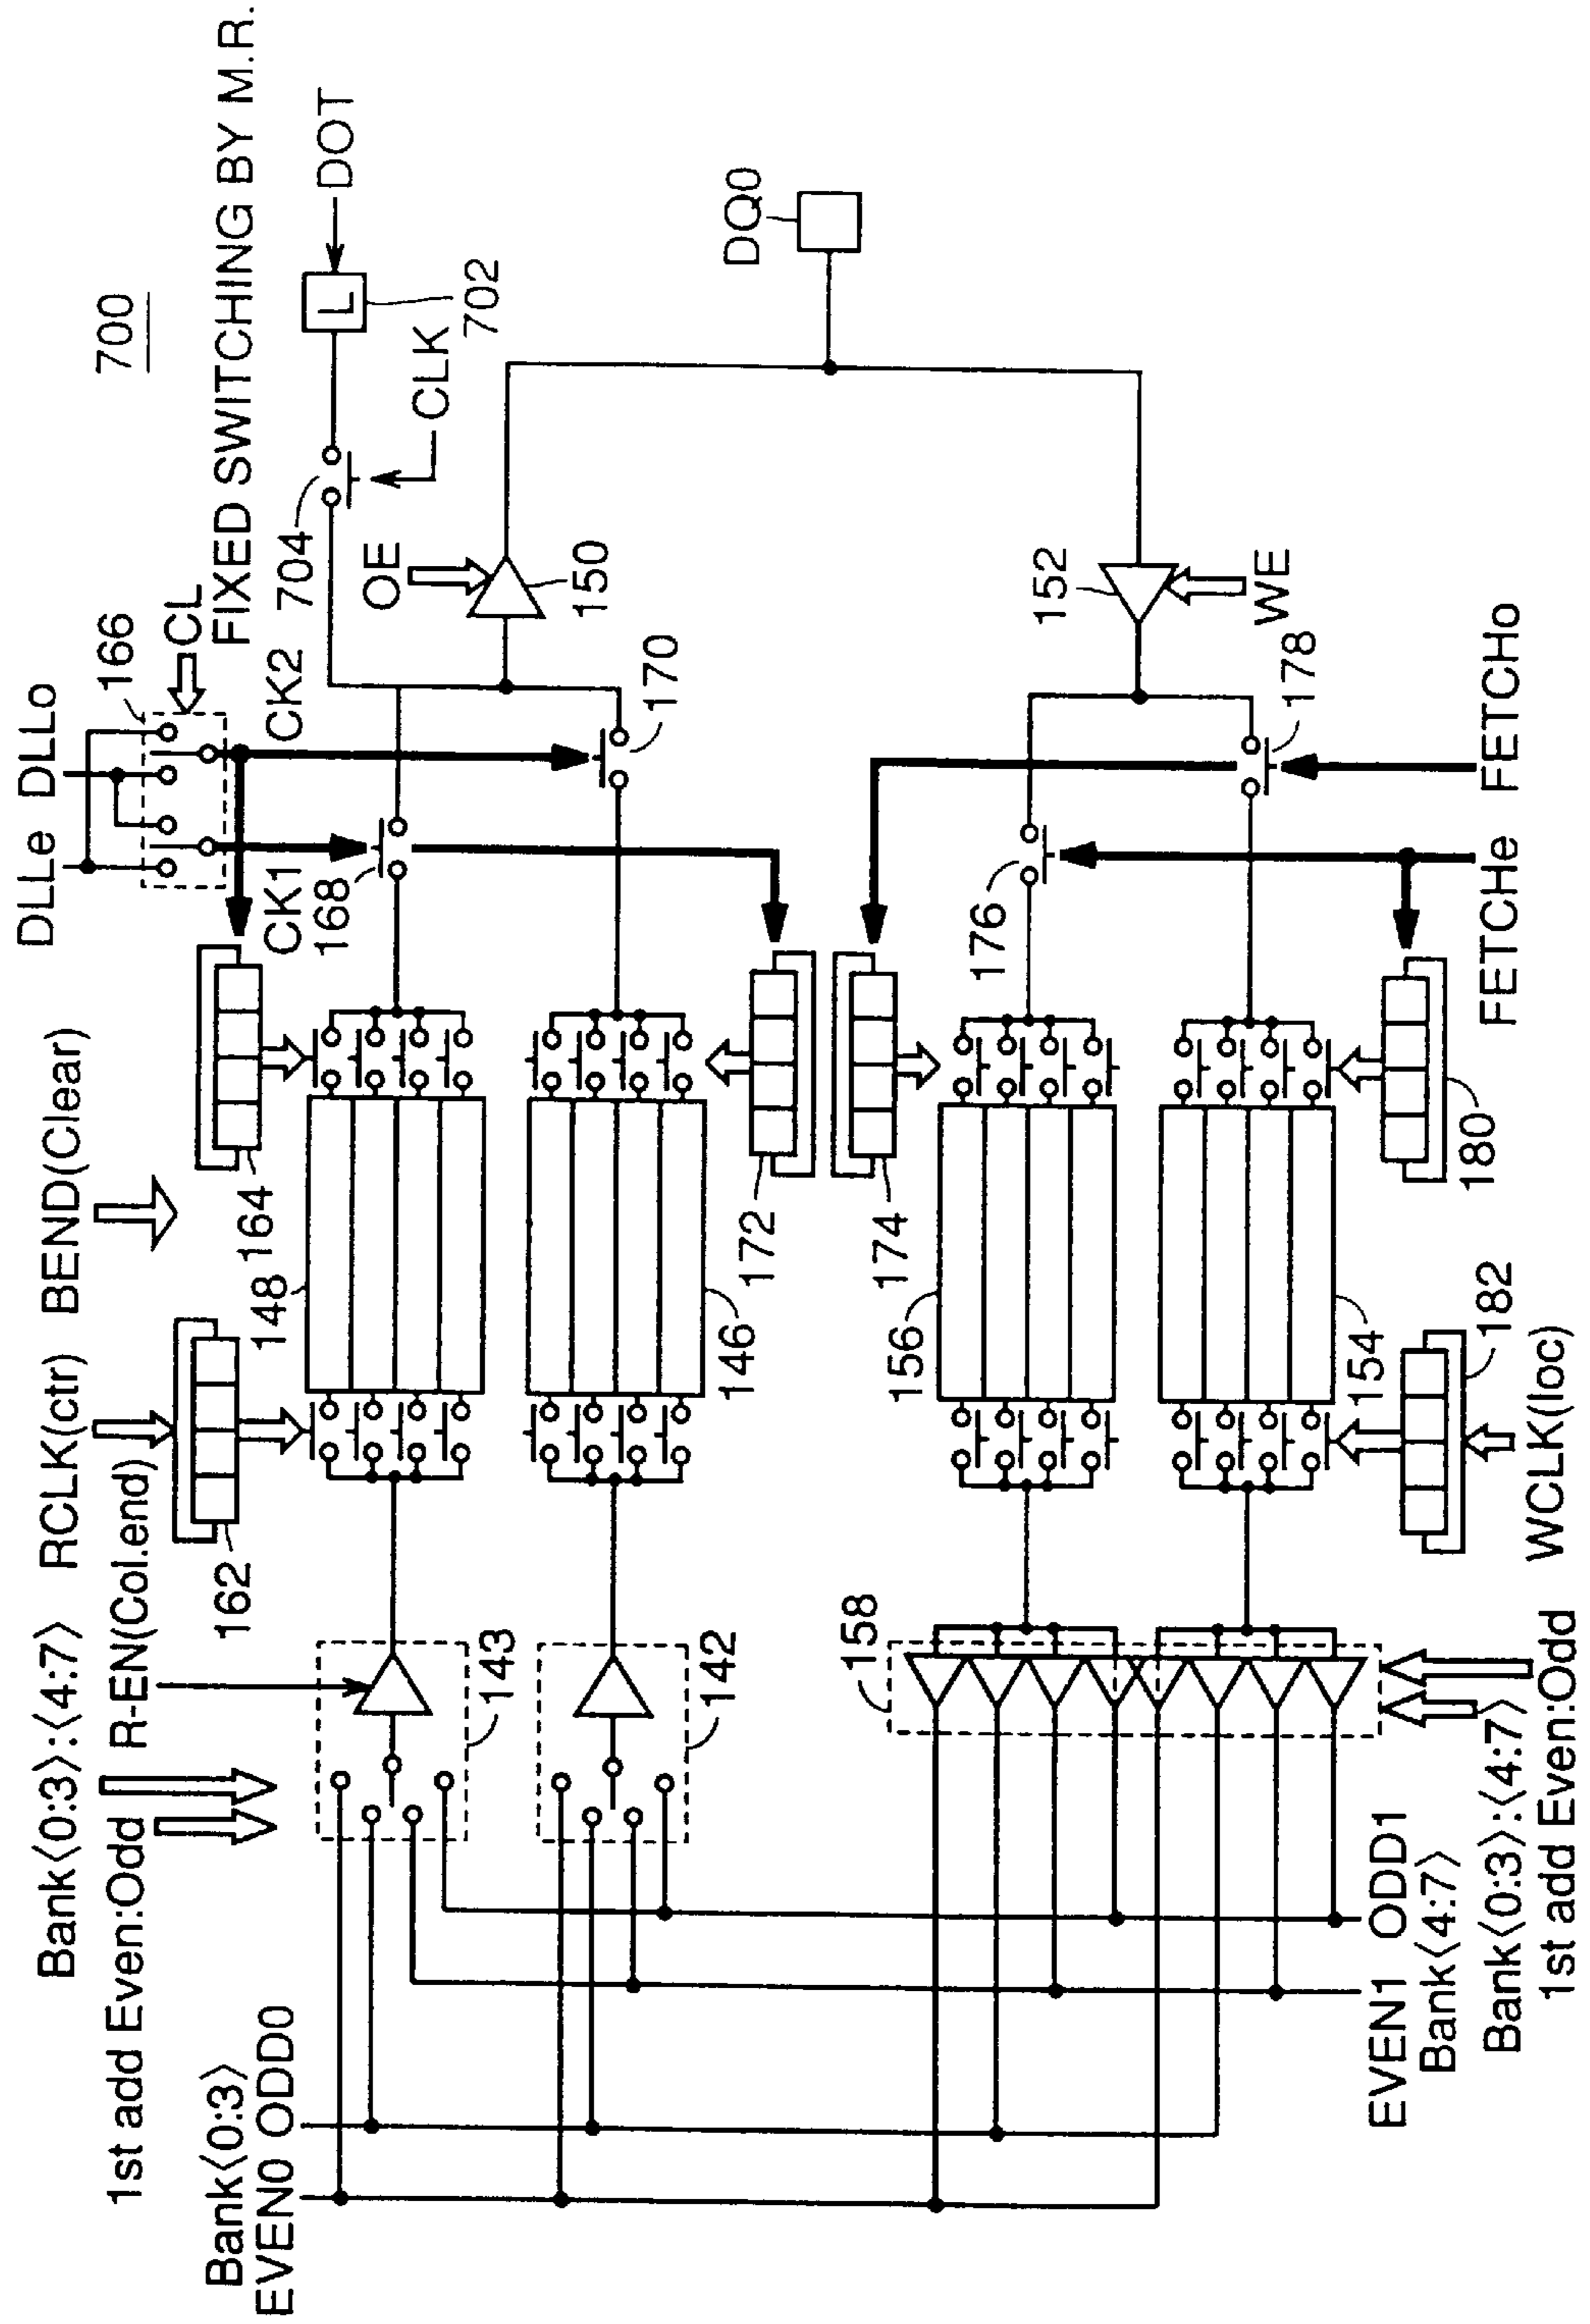 700
FIXED SWITCHING BY M.R.
DOT
L
702
CLK
704
DLLe DLLo
166
CL
CK2
CK1
168
OE
150
170
DQ0
152
WE
178
176
FETCHo
FETCHe
BEND(Clear)
164
RCLK(ctr)
148
162
Bank⟨0:3⟩:⟨4:7⟩
R-EN(Col.end)
1st add Even:Odd
143
142
146
172
174
156
154
180
182
WCLK(loc)
158
Bank⟨0:3⟩
EVEN0 ODD0
EVEN1 ODD1
Bank⟨4:7⟩
Bank⟨0:3⟩:⟨4:7⟩
1st add Even:Odd